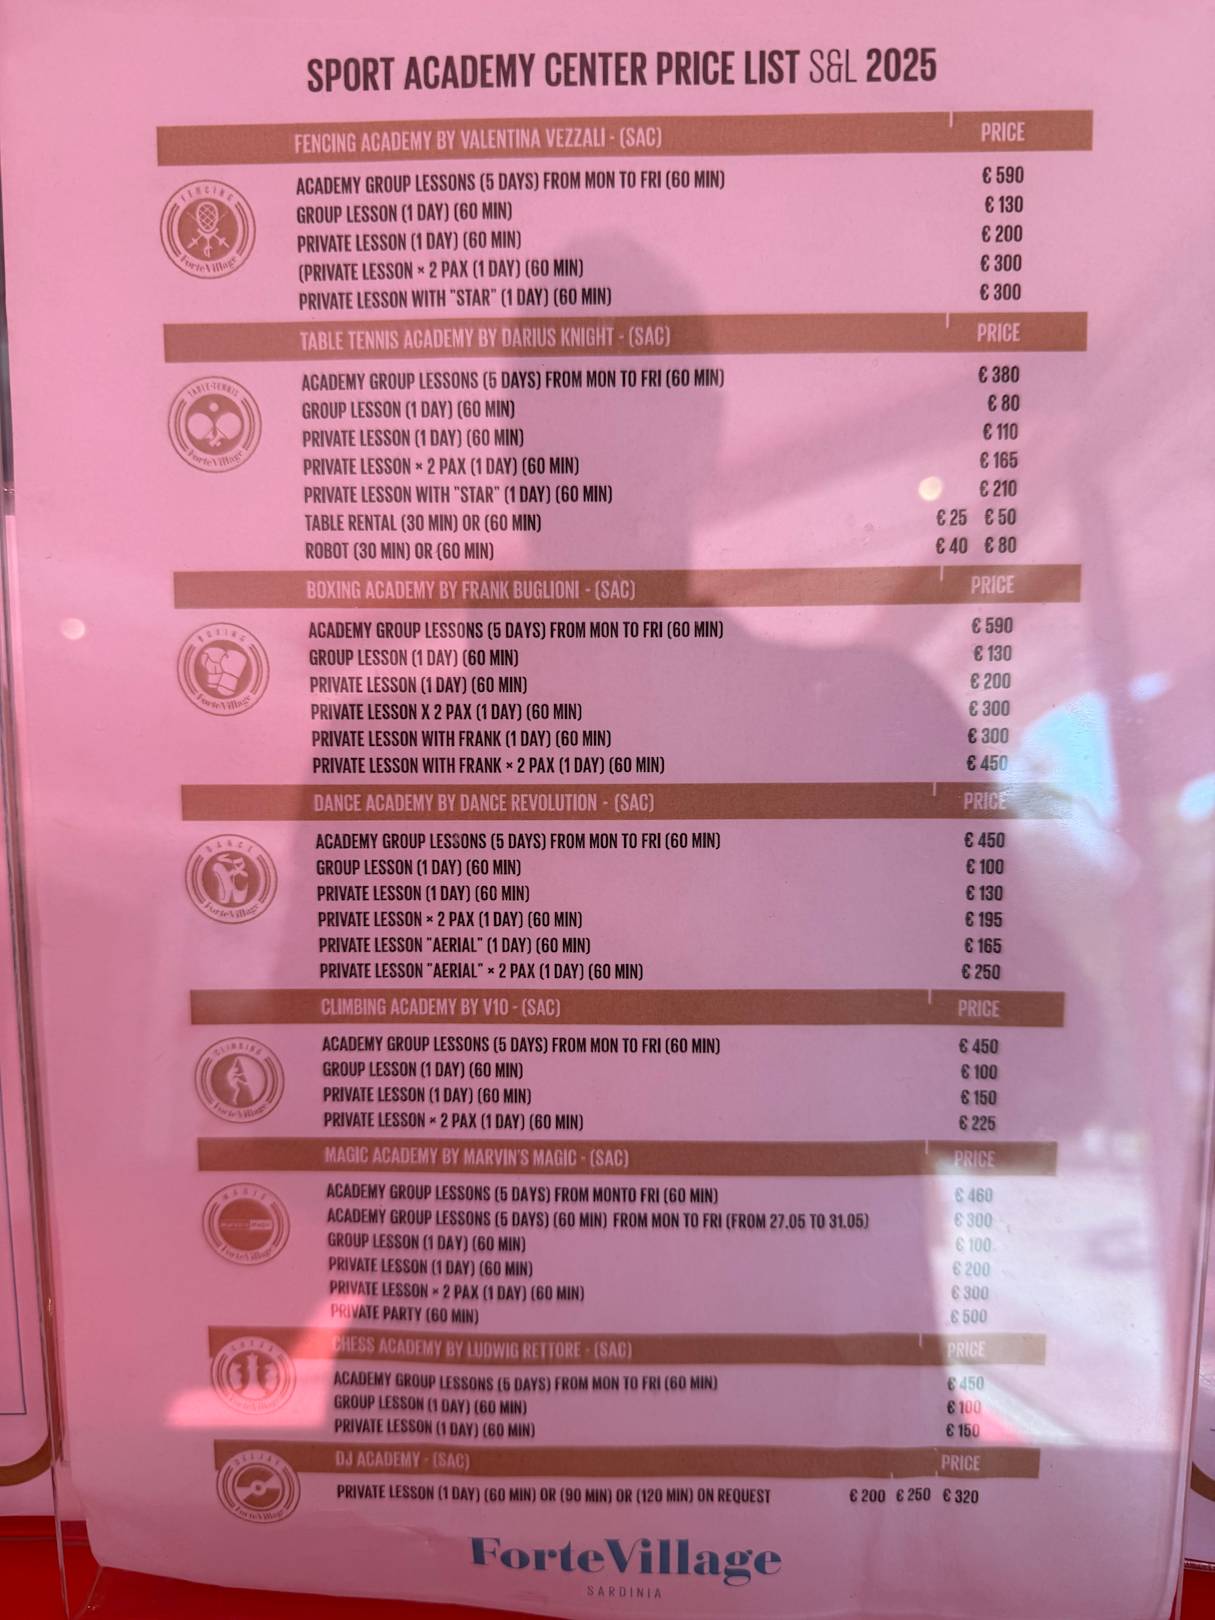 SPORT ACADEMY CENTER PRICE LIST S&L 2025
FENCING ACADEMY BY VALENTINA VEZZALI - (SAC) PRICE
FENCING
ForteVillage
ACADEMY GROUP LESSONS (5 DAYS) FROM MON TO FRI (60 MIN) € 590
GROUP LESSON (1 DAY) (60 MIN) € 130
PRIVATE LESSON (1 DAY) (60 MIN) € 200
(PRIVATE LESSON × 2 PAX (1 DAY) (60 MIN) € 300
PRIVATE LESSON WITH "STAR" (1 DAY) (60 MIN) € 300
TABLE TENNIS ACADEMY BY DARIUS KNIGHT - (SAC) PRICE
TABLE-TENNIS
ForteVillage
ACADEMY GROUP LESSONS (5 DAYS) FROM MON TO FRI (60 MIN) € 380
GROUP LESSON (1 DAY) (60 MIN) € 80
PRIVATE LESSON (1 DAY) (60 MIN) € 110
PRIVATE LESSON × 2 PAX (1 DAY) (60 MIN) € 165
PRIVATE LESSON WITH "STAR" (1 DAY) (60 MIN) € 210
TABLE RENTAL (30 MIN) OR (60 MIN) € 25 € 50
ROBOT (30 MIN) OR (60 MIN) € 40 € 80
BOXING ACADEMY BY FRANK BUGLIONI - (SAC) PRICE
BOXING
ForteVillage
ACADEMY GROUP LESSONS (5 DAYS) FROM MON TO FRI (60 MIN) € 590
GROUP LESSON (1 DAY) (60 MIN) € 130
PRIVATE LESSON (1 DAY) (60 MIN) € 200
PRIVATE LESSON X 2 PAX (1 DAY) (60 MIN) € 300
PRIVATE LESSON WITH FRANK (1 DAY) (60 MIN) € 300
PRIVATE LESSON WITH FRANK × 2 PAX (1 DAY) (60 MIN) € 450
DANCE ACADEMY BY DANCE REVOLUTION - (SAC) PRICE
DANCE
ForteVillage
ACADEMY GROUP LESSONS (5 DAYS) FROM MON TO FRI (60 MIN) € 450
GROUP LESSON (1 DAY) (60 MIN) € 100
PRIVATE LESSON (1 DAY) (60 MIN) € 130
PRIVATE LESSON × 2 PAX (1 DAY) (60 MIN) € 195
PRIVATE LESSON "AERIAL" (1 DAY) (60 MIN) € 165
PRIVATE LESSON "AERIAL" × 2 PAX (1 DAY) (60 MIN) € 250
CLIMBING ACADEMY BY V10 - (SAC) PRICE
CLIMBING
ForteVillage
ACADEMY GROUP LESSONS (5 DAYS) FROM MON TO FRI (60 MIN) € 450
GROUP LESSON (1 DAY) (60 MIN) € 100
PRIVATE LESSON (1 DAY) (60 MIN) € 150
PRIVATE LESSON × 2 PAX (1 DAY) (60 MIN) € 225
MAGIC ACADEMY BY MARVIN'S MAGIC - (SAC) PRICE
MAGIC
ForteVillage
ACADEMY GROUP LESSONS (5 DAYS) FROM MONTO FRI (60 MIN) € 460
ACADEMY GROUP LESSONS (5 DAYS) (60 MIN) FROM MON TO FRI (FROM 27.05 TO 31.05) € 300
GROUP LESSON (1 DAY) (60 MIN) € 100
PRIVATE LESSON (1 DAY) (60 MIN) € 200
PRIVATE LESSON × 2 PAX (1 DAY) (60 MIN) € 300
PRIVATE PARTY (60 MIN) € 500
CHESS ACADEMY BY LUDWIG RETTORE - (SAC) PRICE
ForteVillage
ACADEMY GROUP LESSONS (5 DAYS) FROM MON TO FRI (60 MIN) € 450
GROUP LESSON (1 DAY) (60 MIN) € 100
PRIVATE LESSON (1 DAY) (60 MIN) € 150
DJ ACADEMY - (SAC) PRICE
DEEJAY
ForteVillage
PRIVATE LESSON (1 DAY) (60 MIN) OR (90 MIN) OR (120 MIN) ON REQUEST € 200 € 250 € 320
ForteVillage
SARDINIA